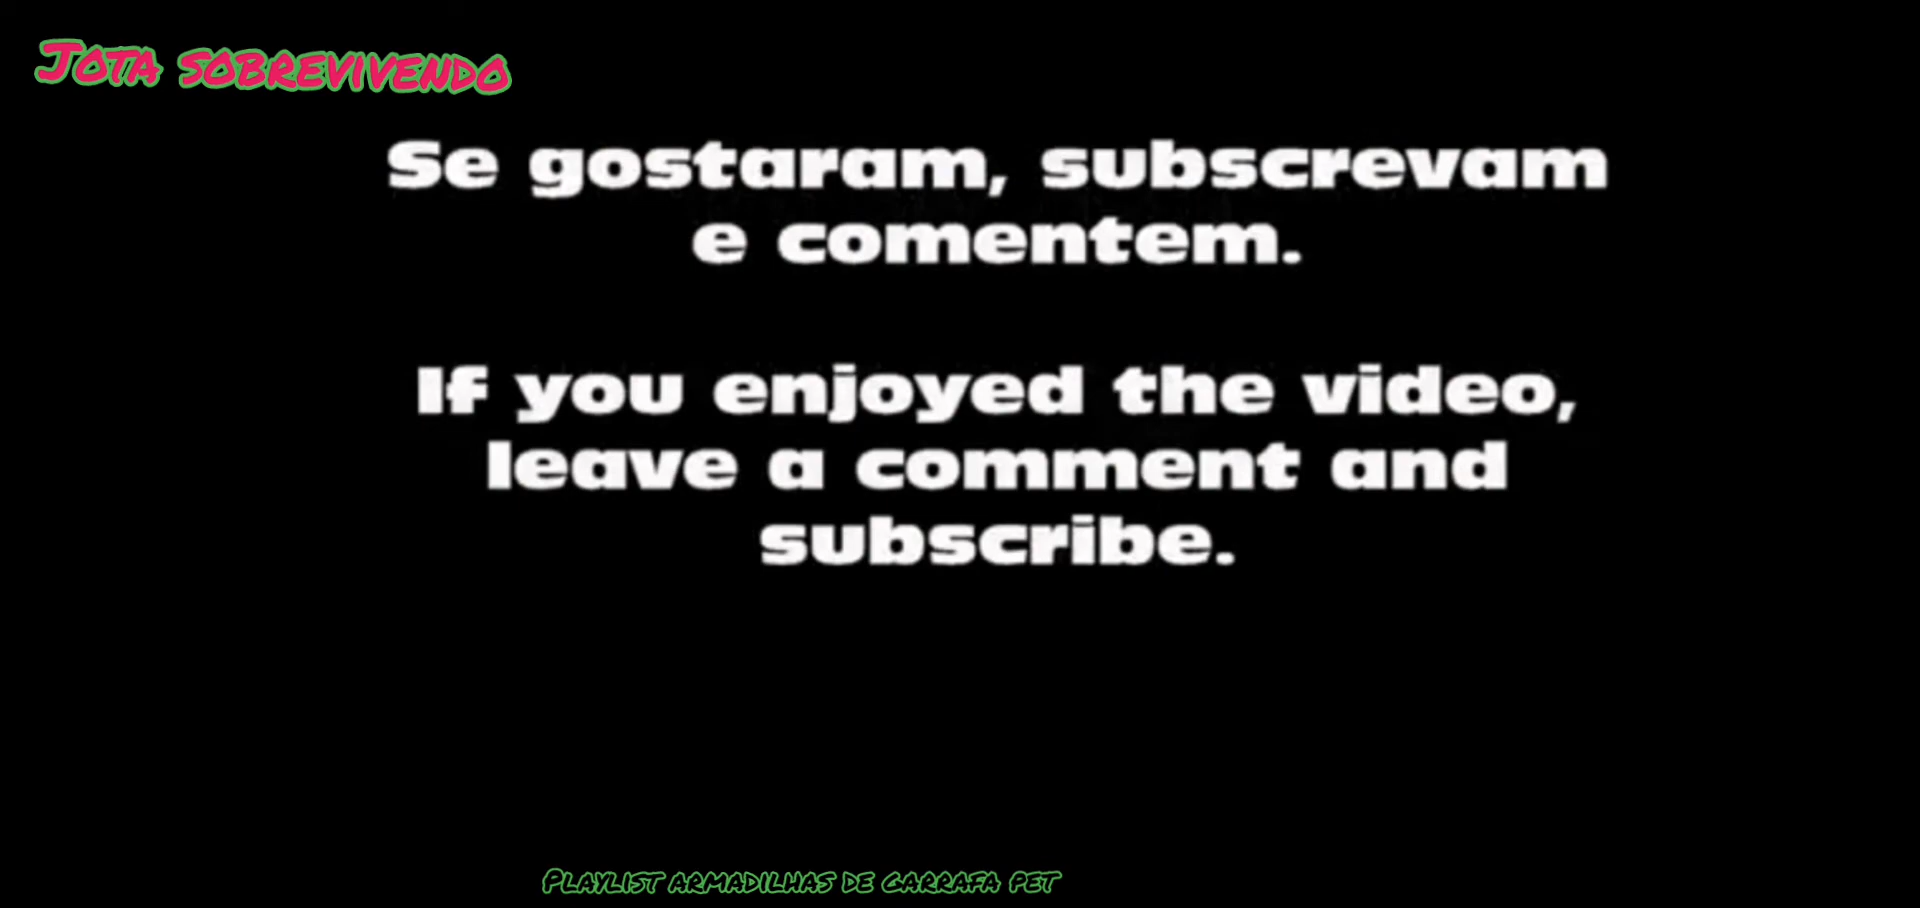 Jota sobrevivendo
Se gostaram, subscrevam
e comentem.
If you enjoyed the video,
leave a comment and
subscribe.
Playlist armadilhas de garrafa pet